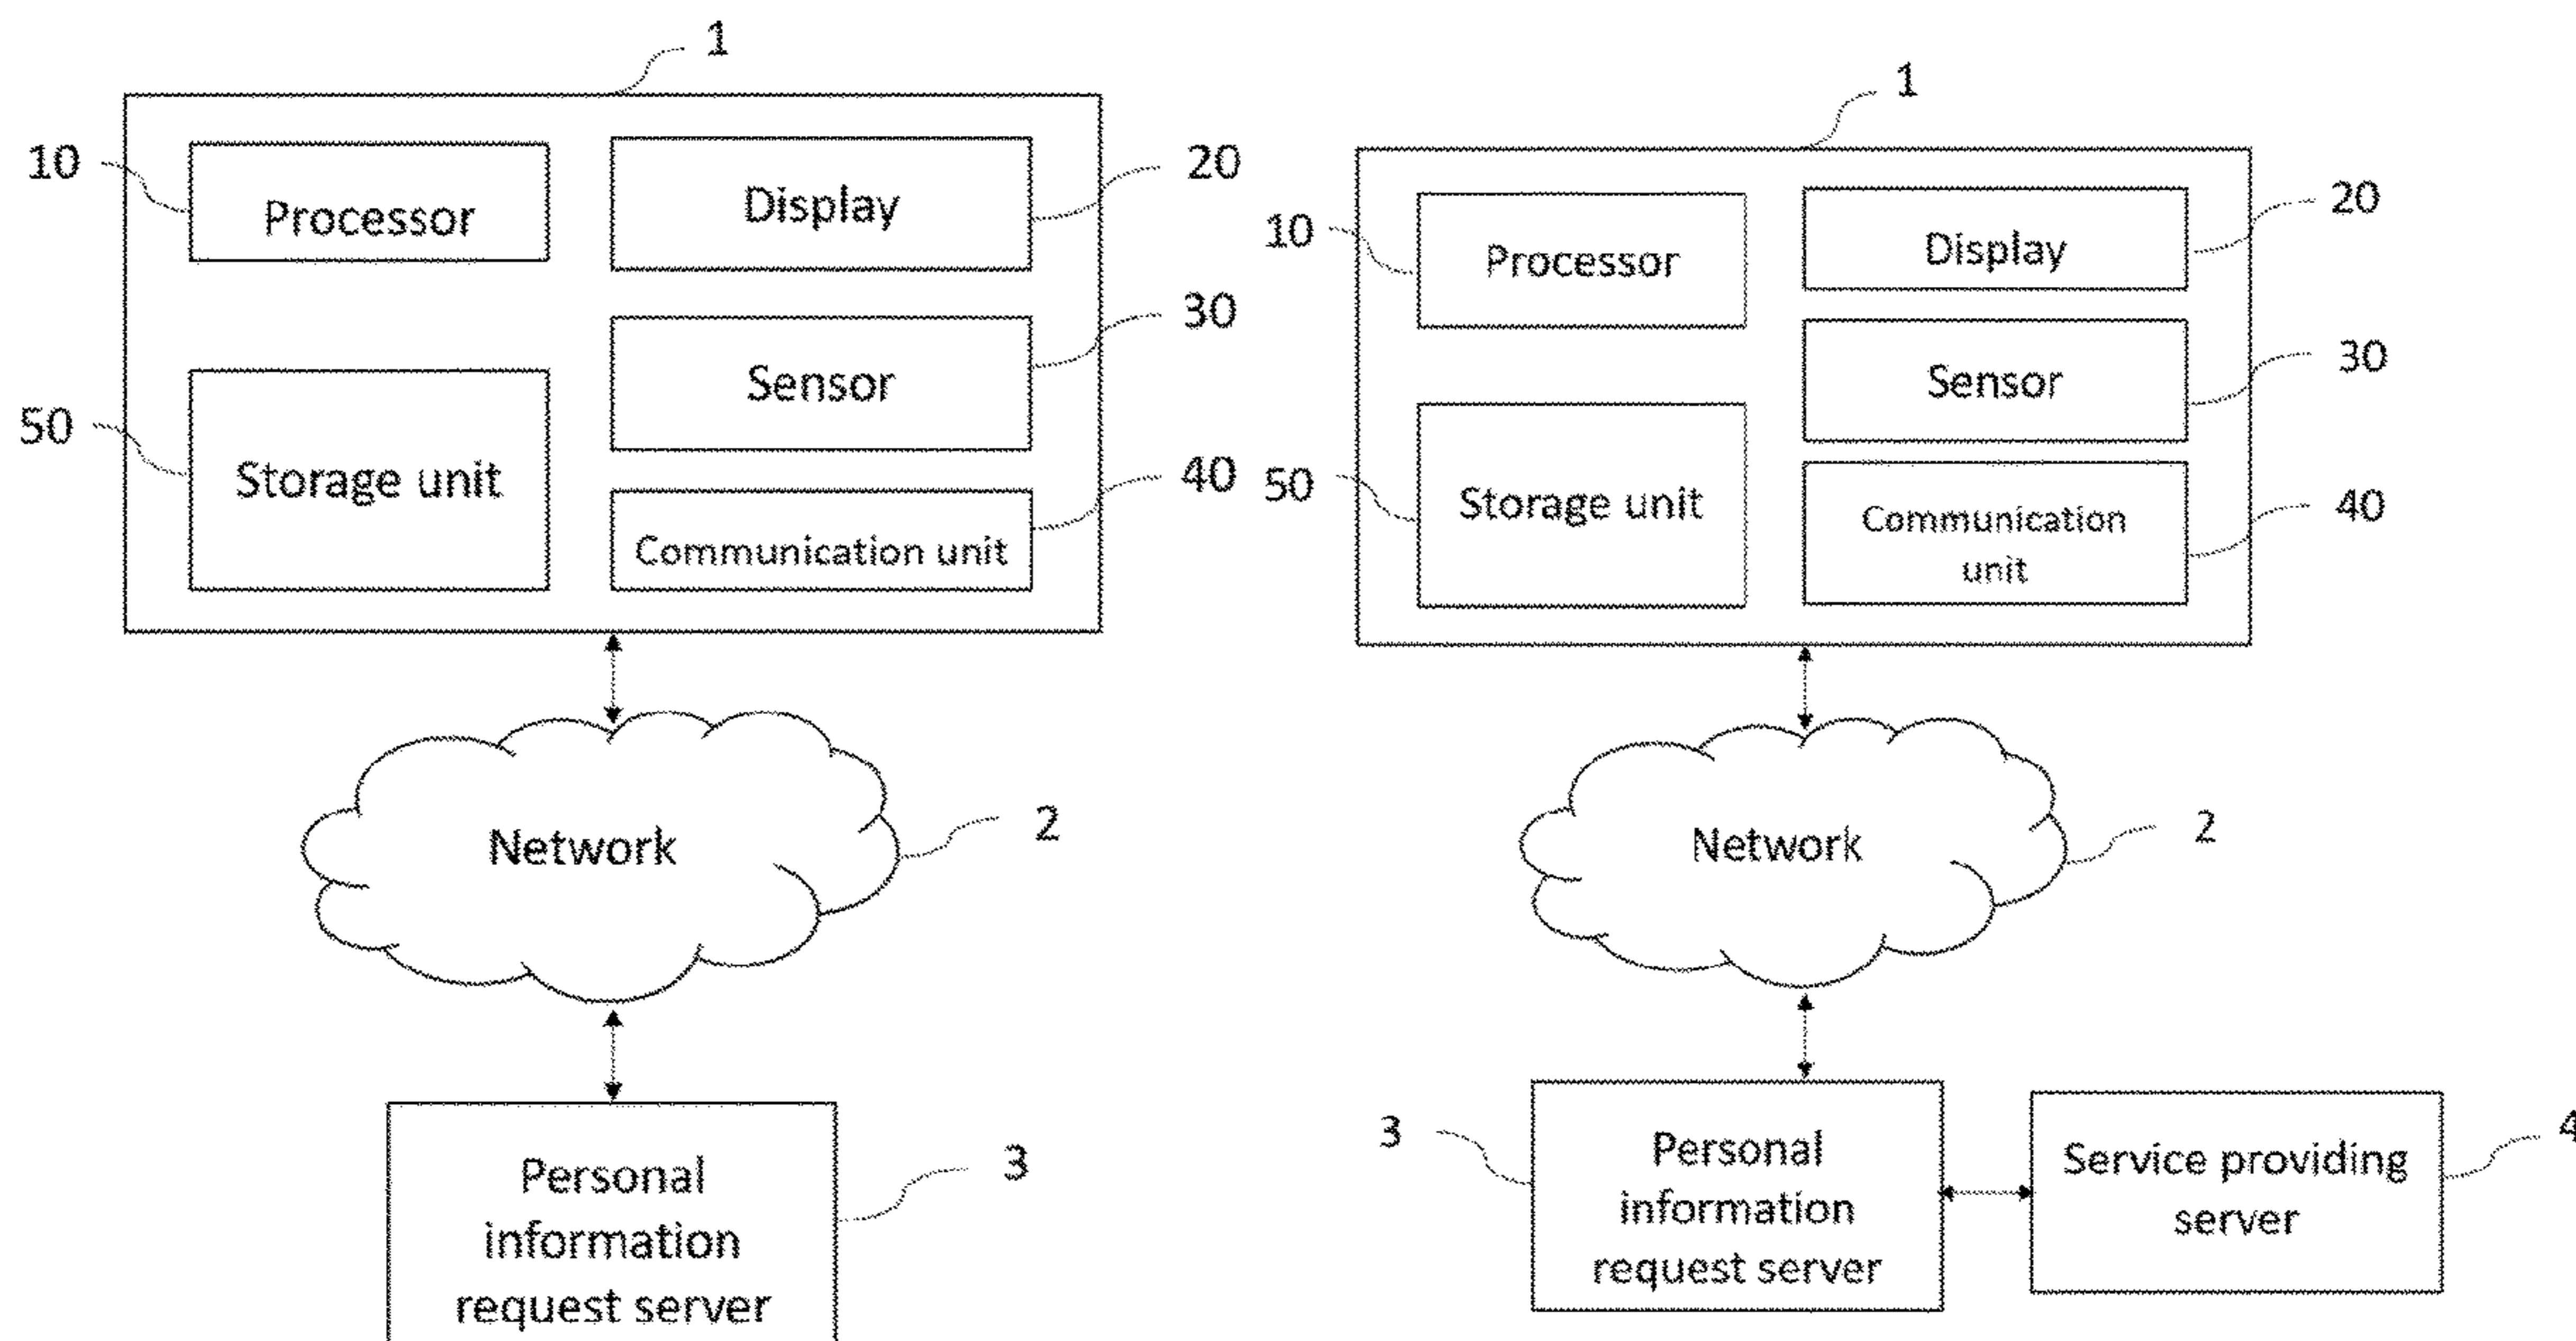 1
10
Processor
Display
20
Sensor
30
50
Storage unit
Communication unit
40
Network
2
Personal
information
request server
3
1
10
Processor
Display
20
Sensor
30
50
Storage unit
Communication
unit
40
Network
2
3
Personal
information
request server
Service providing
server
4